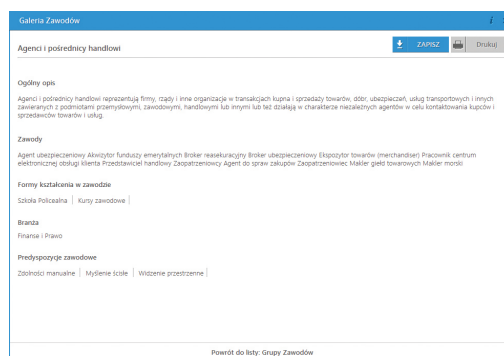 Galeria Zawodów
i
Agenci i pośrednicy handlowi
ZAPISZ
Drukuj
Ogólny opis
Agenci i pośrednicy handlowi reprezentują firmy, rządy i inne organizacje w transakcjach kupna i sprzedaży towarów, dóbr, ubezpieczeń, usług transportowych i innych
zawieranych z podmiotami przemysłowymi, zawodowymi, handlowymi lub innymi lub też działają w charakterze niezależnych agentów w celu kontaktowania kupców i
sprzedawców towarów i usług.
Zawody
Agent ubezpieczeniowy Akwizytor funduszy emerytalnych Broker reasekuracyjny Broker ubezpieczeniowy Ekspozytor towarów (merchandiser) Pracownik centrum
elektronicznej obsługi klienta Przedstawiciel handlowy Zaopatrzeniowcy Agent do spraw zakupów Zaopatrzeniowiec Makler giełd towarowych Makler morski
Formy kształcenia w zawodzie
Szkoła Policealna | Kursy zawodowe |
Branża
Finanse i Prawo
Predyspozycje zawodowe
Zdolności manualne | Myślenie ścisłe | Widzenie przestrzenne |
Powrót do listy: Grupy Zawodów